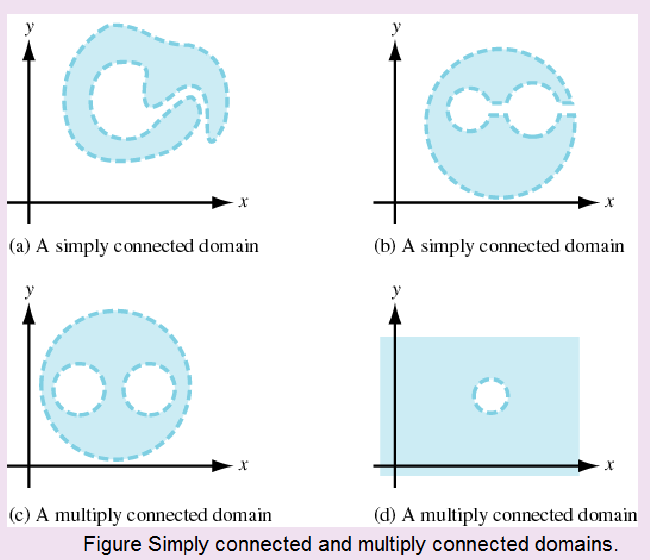 y
y
x
x
(a) A simply connected domain
(b) A simply connected domain
y
y
x
x
(c) A multiply connected domain
(d) A multiply connected domain
Figure Simply connected and multiply connected domains.